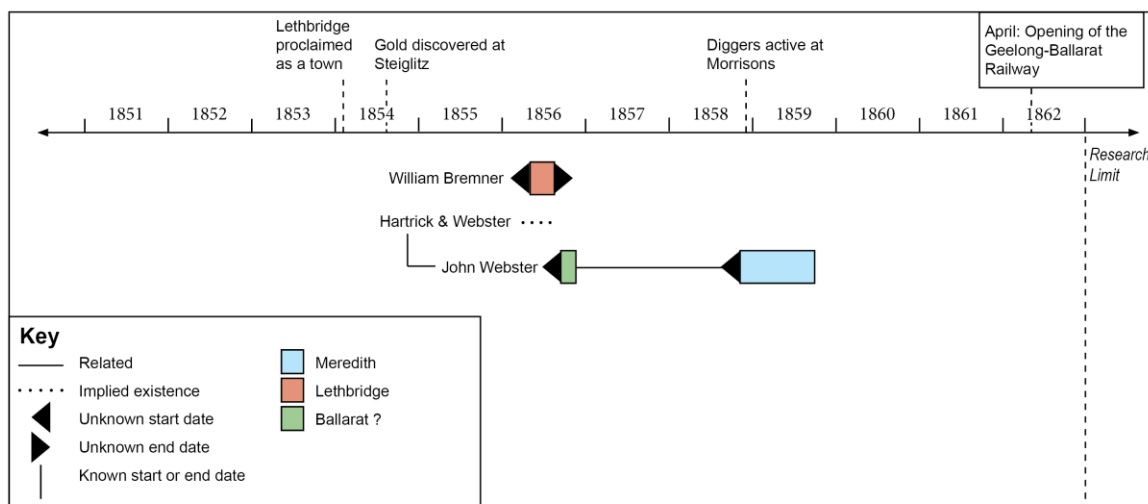 Lethbridge
proclaimed
as a town
Gold discovered at
Steiglitz
Diggers active at
Morrisons
April: Opening of the
Geelong-Ballarat
Railway
1851 1852 1853 1854 1855 1856 1857 1858 1859 1860 1861 1862
Research
Limit
William Bremner
Hartrick & Webster
John Webster
Key
Related
Implied existence
Unknown start date
Unknown end date
Known start or end date
Meredith
Lethbridge
Ballarat ?